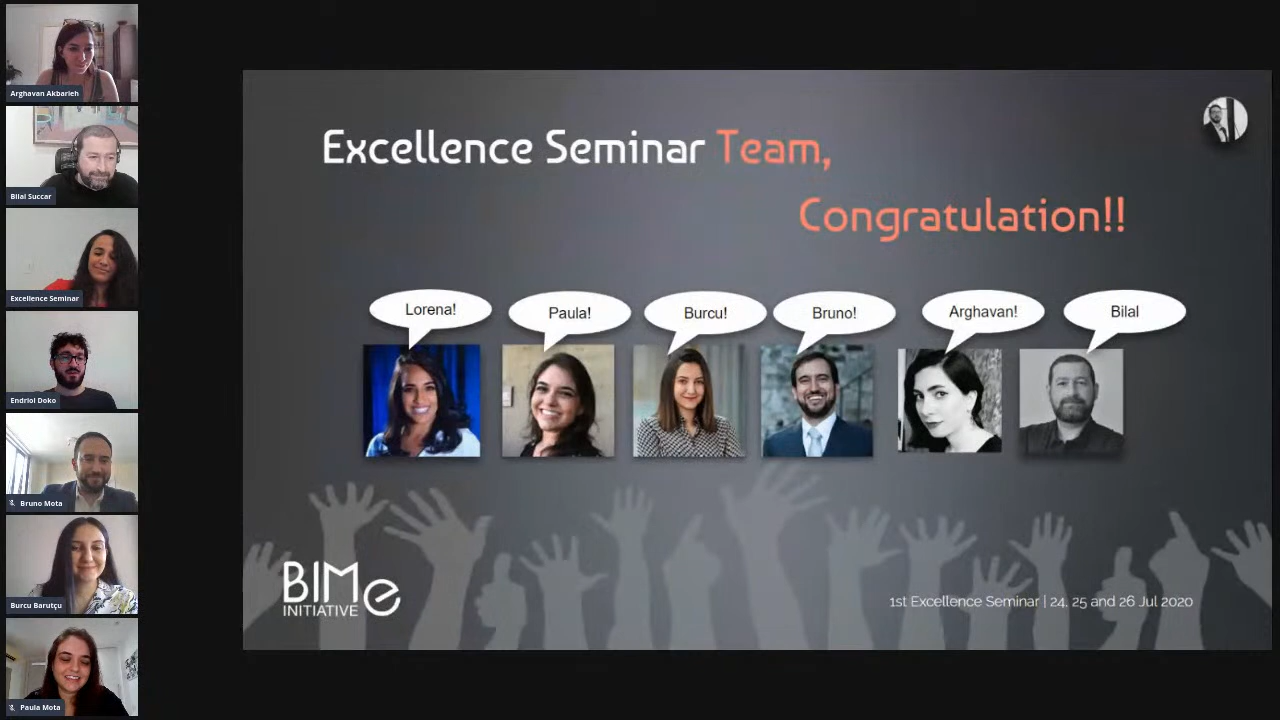 Arghavan Akbarieh
Bilal Succar
Excellence Seminar
Endriol Doko
Bruno Mota
Burcu Barutçu
Paula Mota
Excellence Seminar Team,
Congratulation!!
Lorena!
Paula!
Burcu!
Bruno!
Arghavan!
Bilal
BIMe
INITIATIVE
1st Excellence Seminar | 24, 25 and 26 Jul 2020